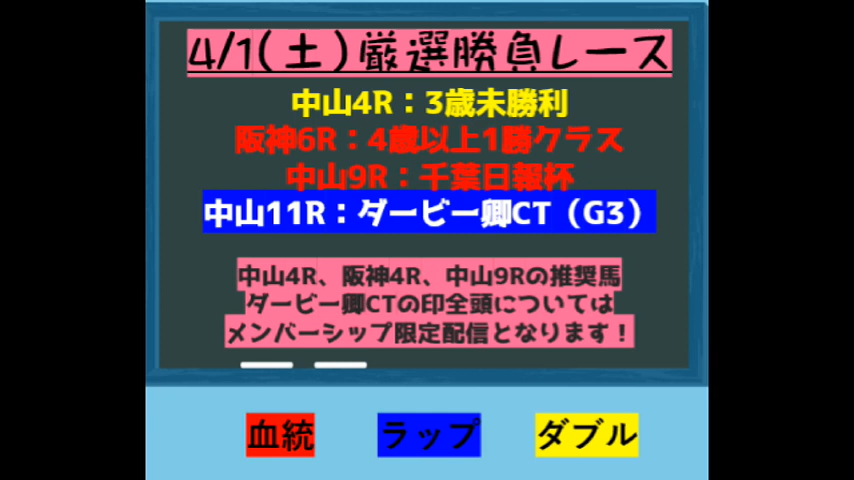 4/1(土)厳選勝負レース
中山4R：3歳未勝利
阪神6R：4歳以上1勝クラス
中山9R：千葉日報杯
中山11R：ダービー卿CT（G3）
中山4R、阪神4R、中山9Rの推奨馬
ダービー卿CTの印全頭については
メンバーシップ限定配信となります！
血統 ラップ ダブル